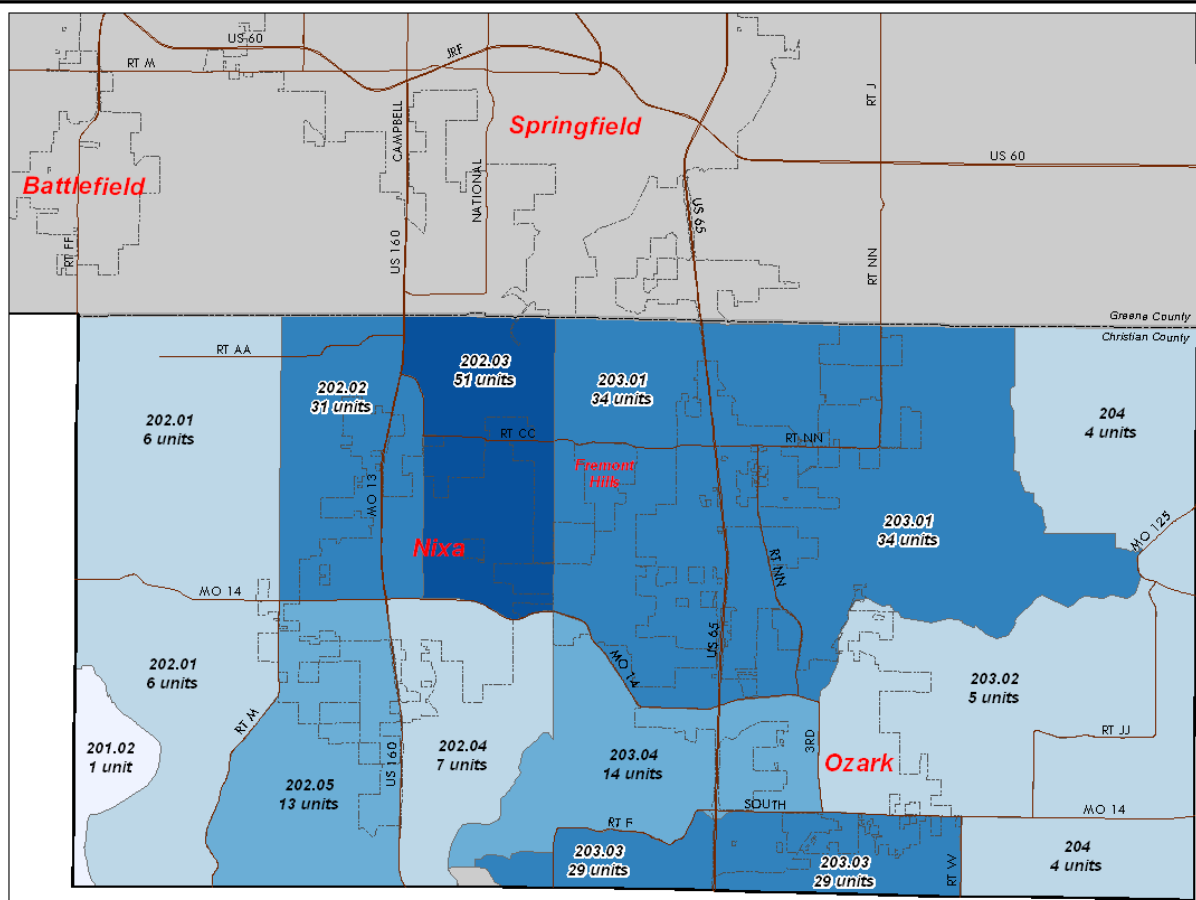 US 60
JRF
RT M
RT J
CAMPBELL
Springfield
US 60
Battlefield
NATIONAL
US 65
RT FF
US 160
RT NN
Greene County
Christian County
RT AA
202.03
51 units
202.02
31 units
203.01
34 units
202.01
6 units
204
4 units
RT CC
RT NN
Fremont
Hills
MO 13
203.01
34 units
MO 125
Nixa
RT NN
MO 14
US 65
MO 14
202.01
6 units
203.02
5 units
RT M
RT JJ
201.02
1 unit
202.04
7 units
203.04
14 units
3RD
Ozark
US 160
202.05
13 units
SOUTH
MO 14
RT F
203.03
29 units
203.03
29 units
RT W
204
4 units